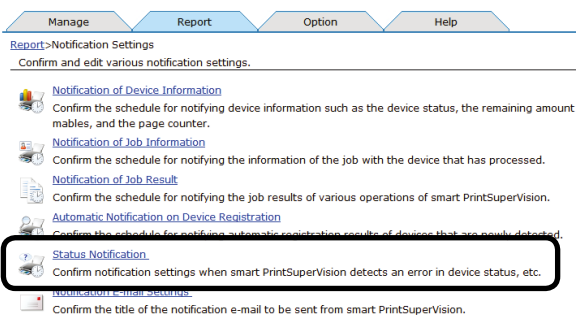 Manage Report Option Help
Report>Notification Settings
Confirm and edit various notification settings.
Notification of Device Information
Confirm the schedule for notifying device information such as the device status, the remaining amount
mables, and the page counter.
Notification of Job Information
Confirm the schedule for notifying the information of the job with the device that has processed.
Notification of Job Result
Confirm the schedule for notifying the job results of various operations of smart PrintSuperVision.
Automatic Notification on Device Registration
Confirm the schedule for notifying automatic registration results of devices that are newly detected.
Status Notification
Confirm notification settings when smart PrintSuperVision detects an error in device status, etc.
Notification E-mail Settings
Confirm the title of the notification e-mail to be sent from smart PrintSuperVision.